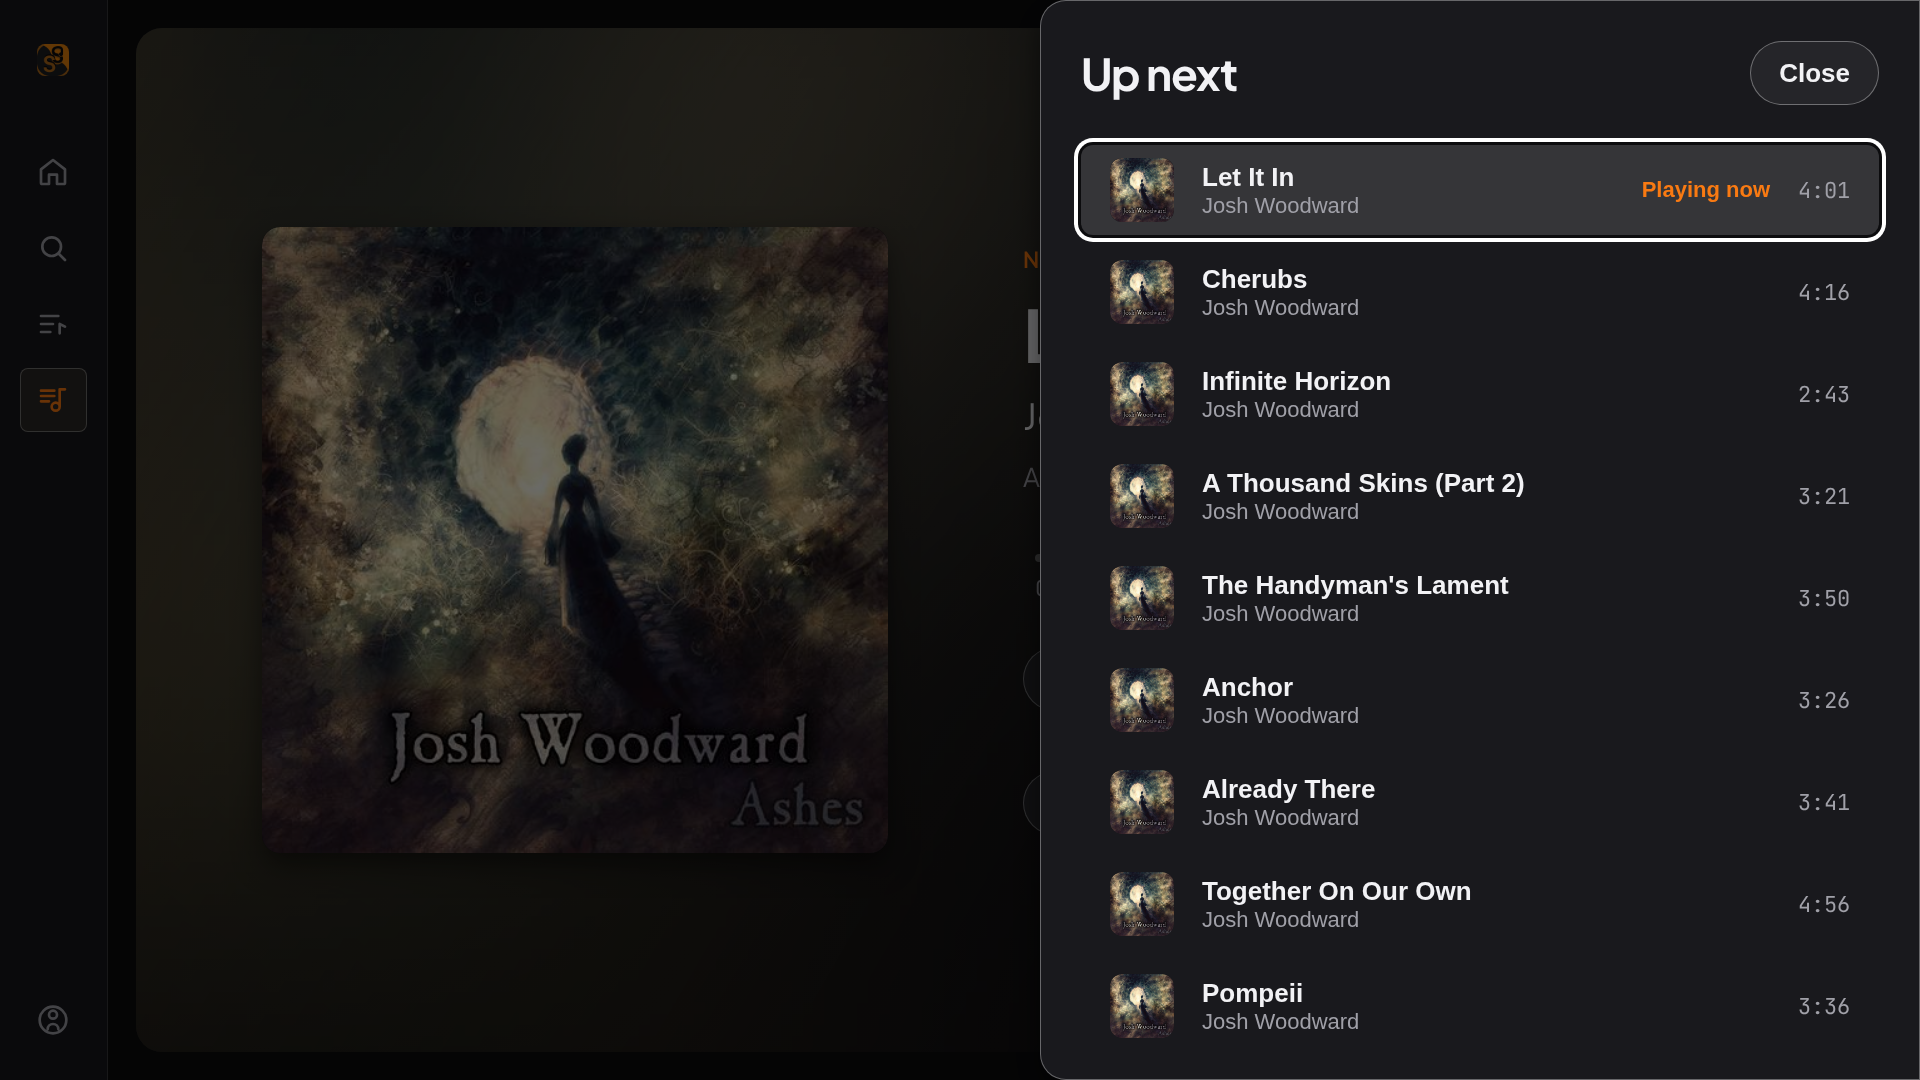 Up next
Close
Let It In
Josh Woodward
Playing now
4:01
Cherubs
Josh Woodward
4:16
Infinite Horizon
Josh Woodward
2:43
A Thousand Skins (Part 2)
Josh Woodward
3:21
The Handyman's Lament
Josh Woodward
3:50
Anchor
Josh Woodward
3:26
Already There
Josh Woodward
3:41
Together On Our Own
Josh Woodward
4:56
Pompeii
Josh Woodward
3:36
Josh Woodward
Ashes